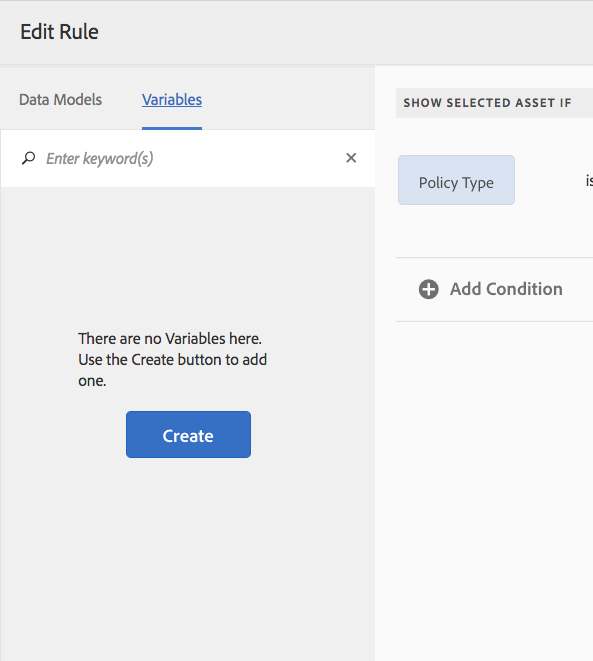 Edit Rule
Data Models
Variables
Enter keyword(s)
There are no Variables here.
Use the Create button to add
one.
Create
SHOW SELECTED ASSET IF
Policy Type
is
Add Condition